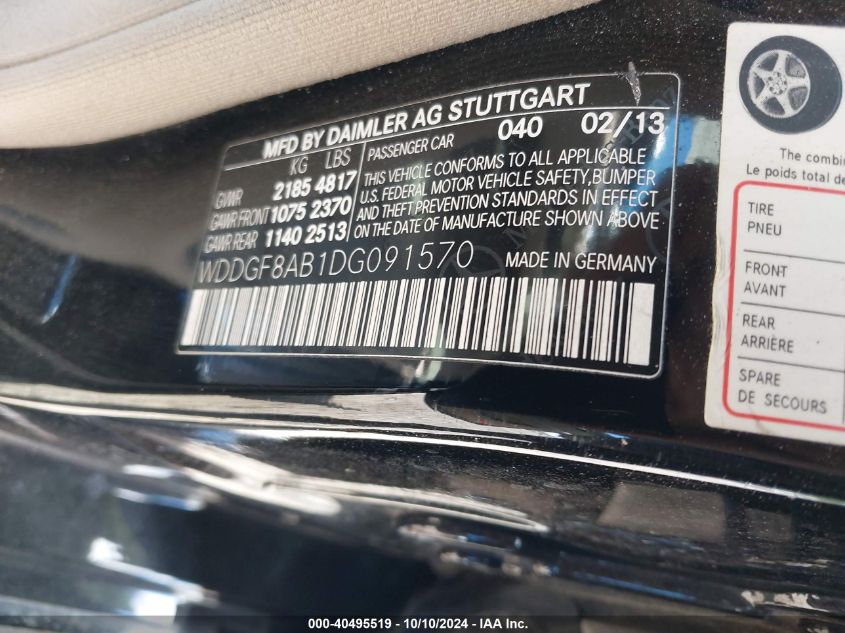 MFD BY DAIMLER AG STUTTGART
KG LBS
GVWR 2185 4817
GAWR FRONT 1075 2370
GAWR REAR 1140 2513
PASSENGER CAR 040 02/13
THIS VEHICLE CONFORMS TO ALL APPLICABLE
U.S. FEDERAL MOTOR VEHICLE SAFETY, BUMPER
AND THEFT PREVENTION STANDARDS IN EFFECT
ON THE DATE OF MANUFACTURE SHOWN ABOVE
WDDGF8AB1DG091570 MADE IN GERMANY
The combin
Le poids total de
TIRE
PNEU
FRONT
AVANT
REAR
ARRIÈRE
SPARE
DE SECOURS
000-40495519 - 10/10/2024 - IAA Inc.